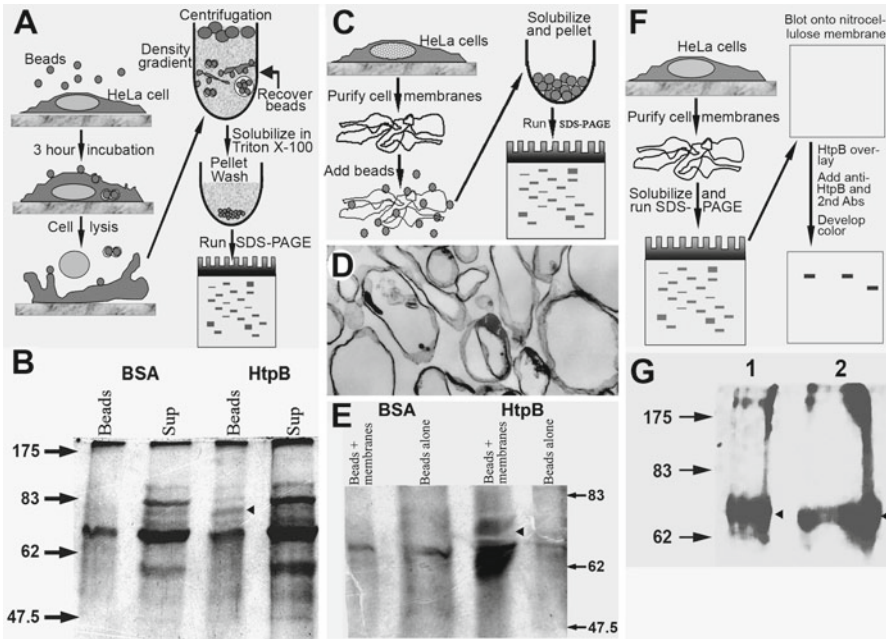 A
Beads
HeLa cell
3 hour incubation
Cell lysis
Centrifugation
Density
gradient
Recover
beads
Solubilize in
Triton X-100
Pellet
Wash
Run SDS-PAGE
B
BSA
HtpB
Beads
Sup
Beads
Sup
175
83
62
47.5
C
HeLa cells
Purify cell membranes
Add beads
Solubilize
and pellet
Run SDS-PAGE
D
E
BSA
HtpB
Beads +
membranes
Beads alone
Beads +
membranes
Beads alone
83
62
47.5
F
HeLa cells
Purify cell membranes
Solubilize and
run SDS-PAGE
Blot onto nitrocel-
lulose membrane
HtpB over-
lay
Add anti-
HtpB and
2nd Abs
Develop
color
G
1
2
175
83
62